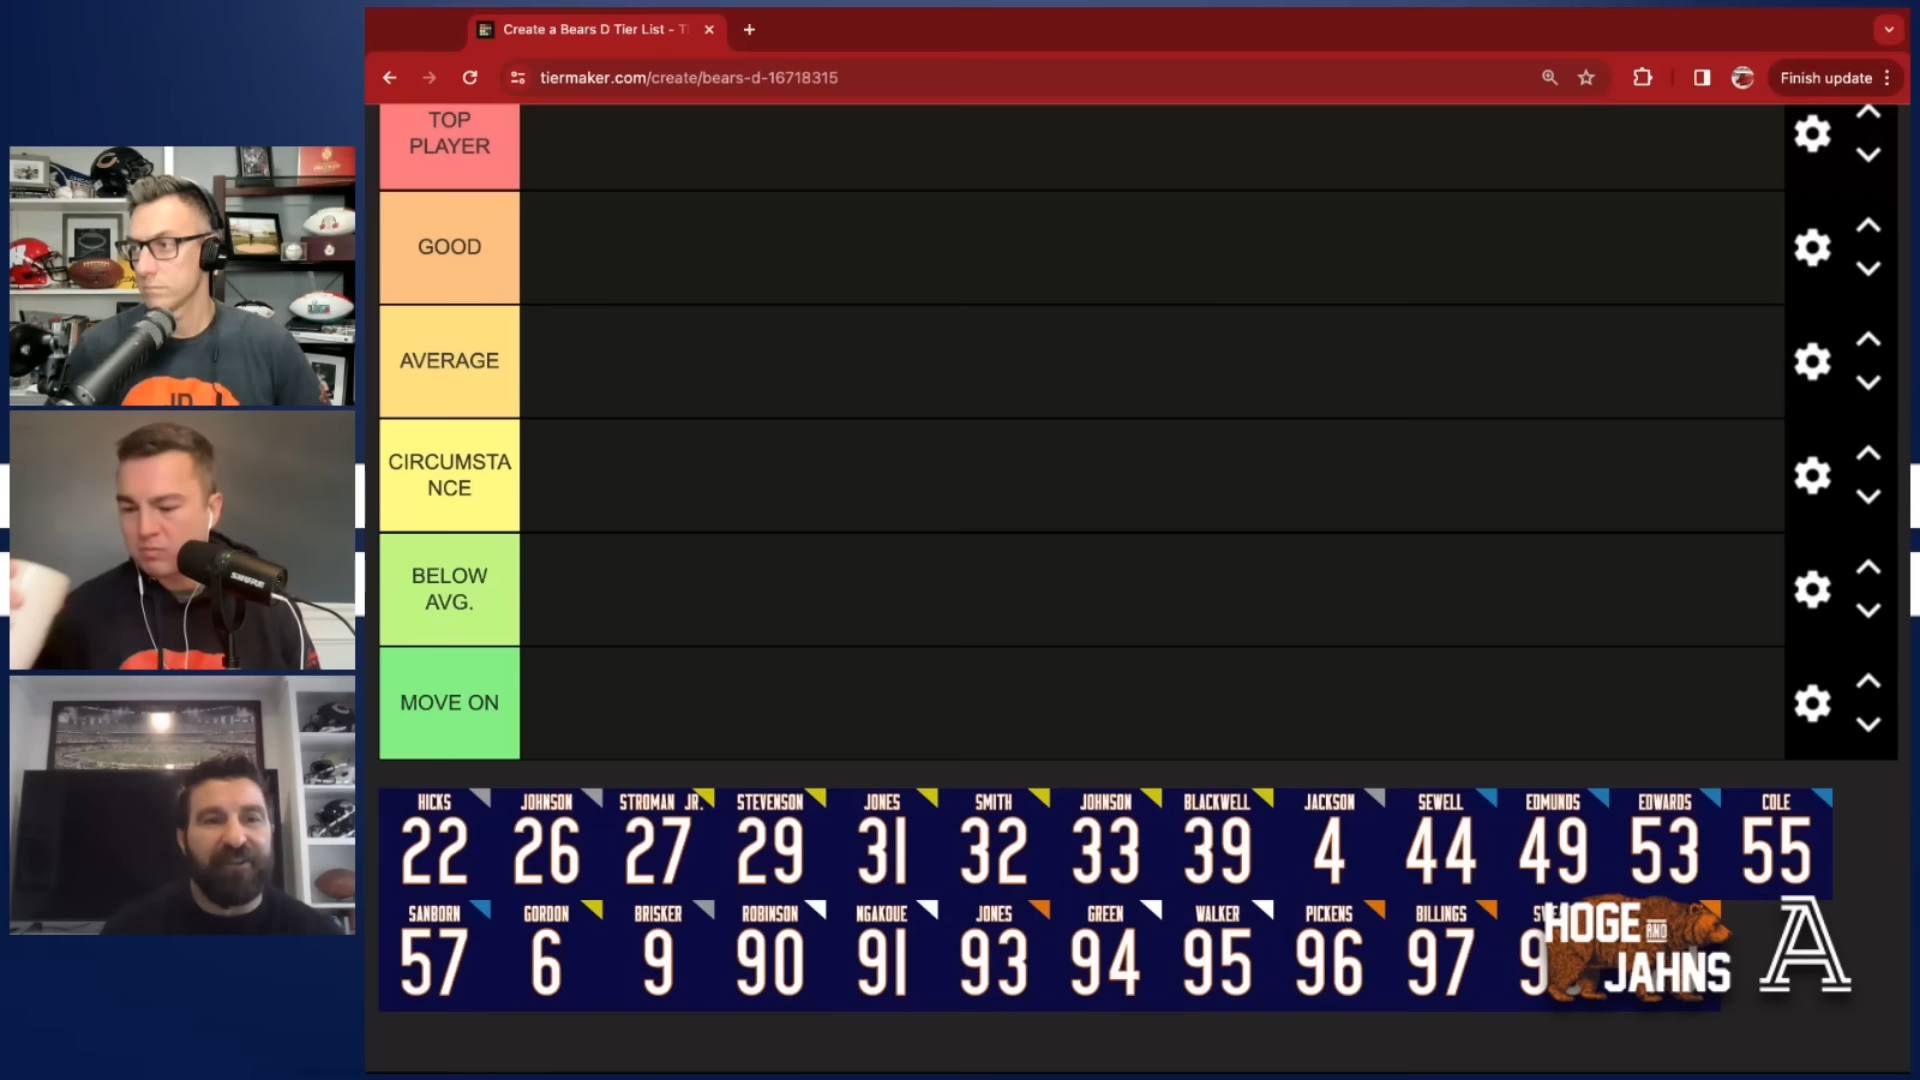 Create a Bears D Tier List - T
tiermaker.com/create/bears-d-16718315
Finish update
TOP
PLAYER
GOOD
AVERAGE
CIRCUMSTA
NCE
BELOW
AVG.
MOVE ON
HICKS JOHNSON STROMAN JR. STEVENSON JONES SMITH JOHNSON BLACKWELL JACKSON SEWELL EDMUNDS EDWARDS COLE
22 26 27 29 31 32 33 39 4 44 49 53 55
SANBORN GORDON BRISKER ROBINSON NGAKOUE JONES GREEN WALKER PICKENS BILLINGS
57 6 9 90 91 93 94 95 96 97 9
HOGE AND
JAHNS
A
SHURE